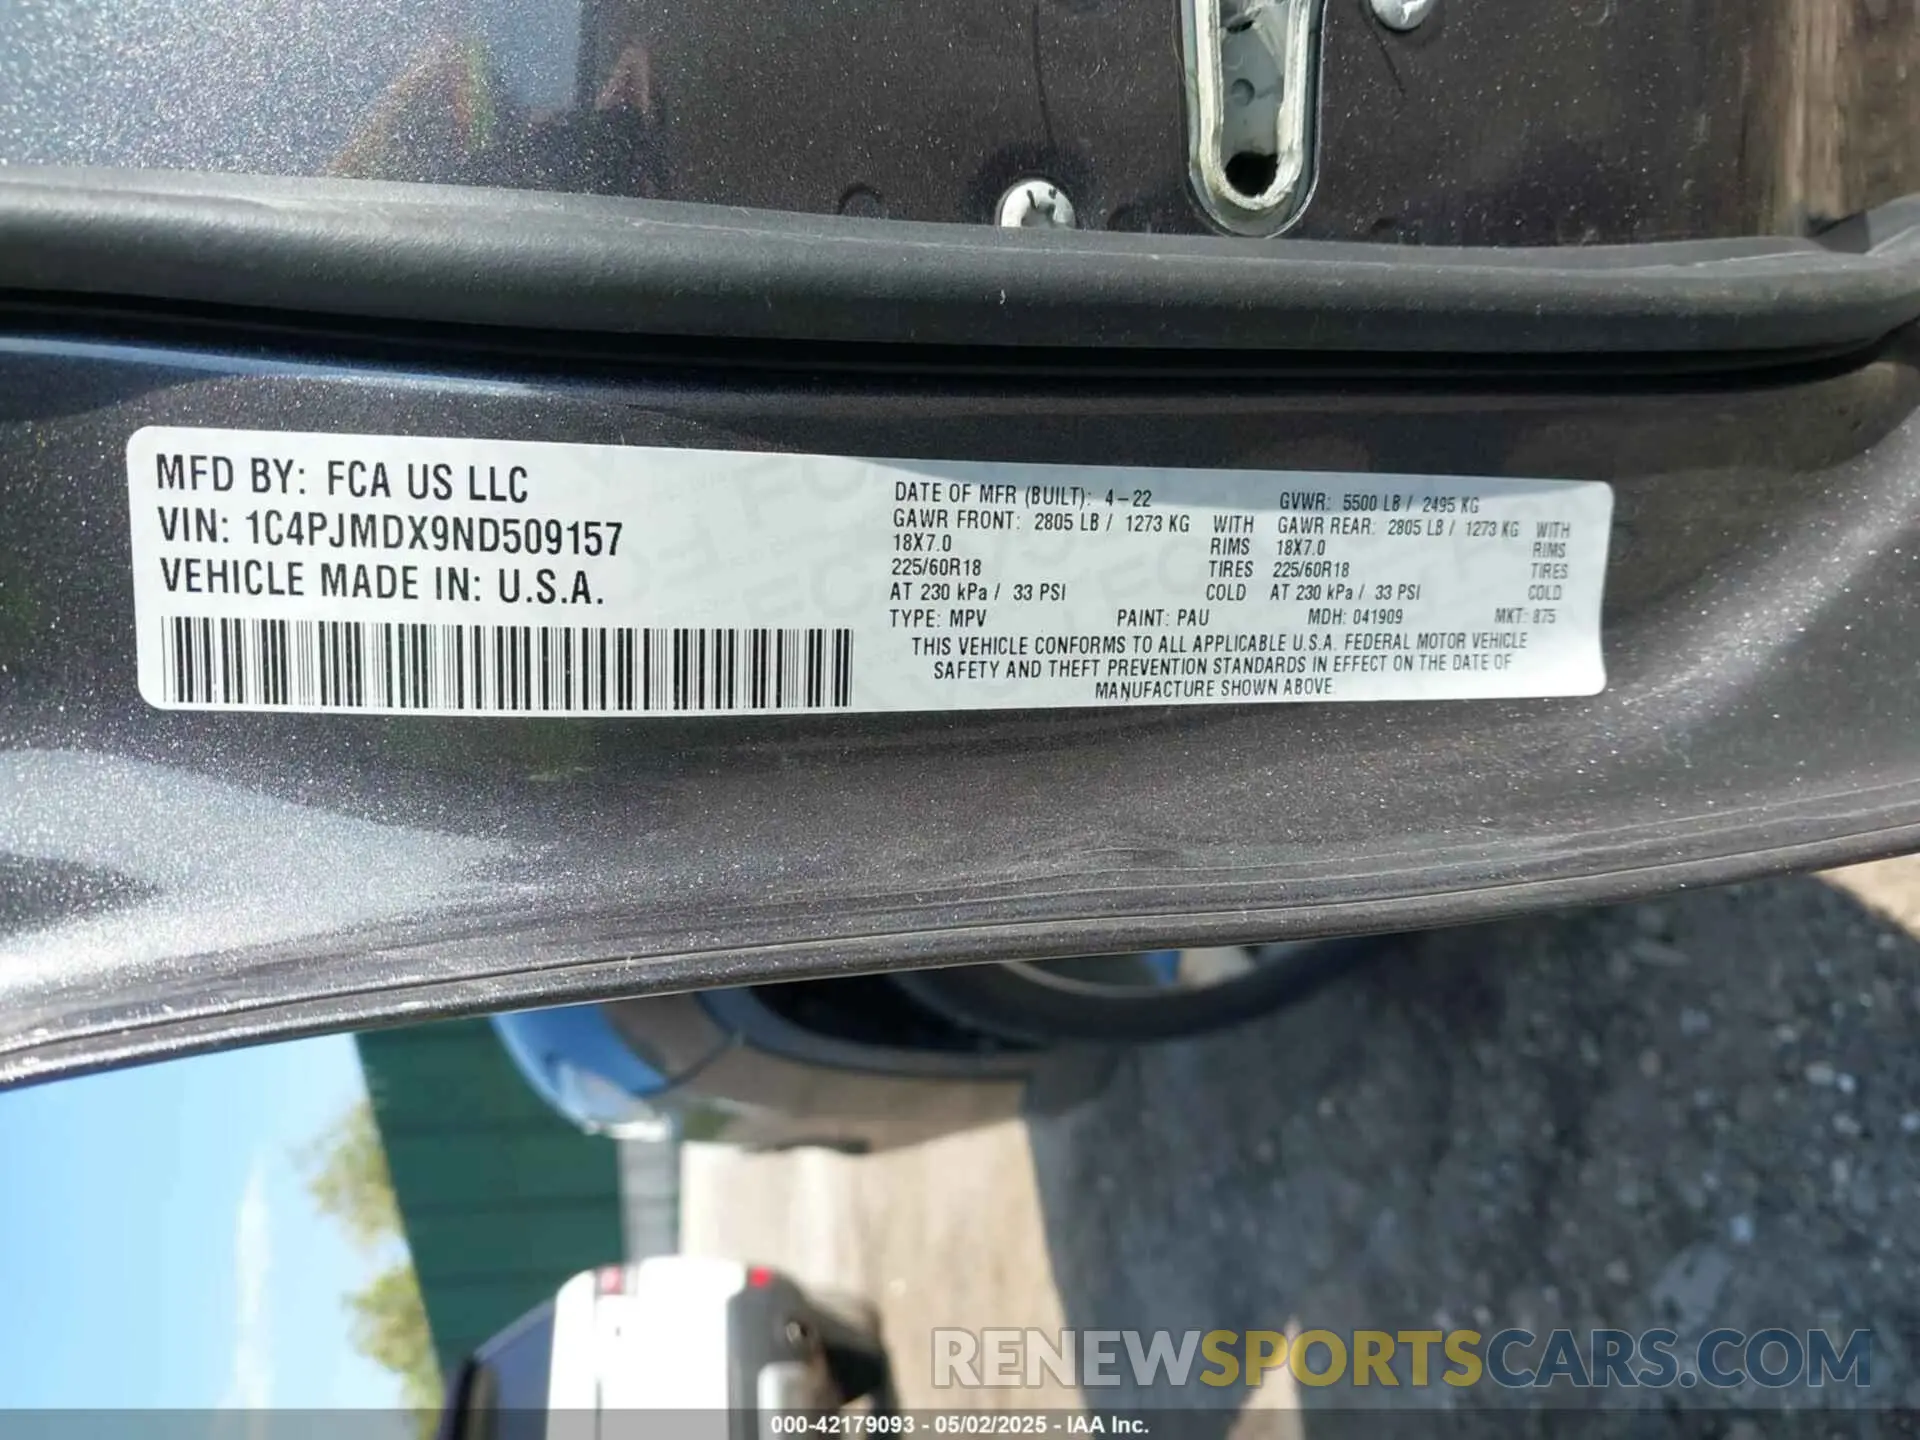 MFD BY: FCA US LLC
VIN: 1C4PJMDX9ND509157
VEHICLE MADE IN: U.S.A.
DATE OF MFR (BUILT): 4-22 GVWR: 5500 LB / 2495 KG
GAWR FRONT: 2805 LB / 1273 KG WITH GAWR REAR: 2805 LB / 1273 KG WITH
18X7.0 RIMS 18X7.0 RIMS
225/60R18 TIRES 225/60R18 TIRES
AT 230 kPa / 33 PSI COLD AT 230 kPa / 33 PSI COLD
TYPE: MPV PAINT: PAU MDH: 041909 MKT: 875
THIS VEHICLE CONFORMS TO ALL APPLICABLE U.S.A. FEDERAL MOTOR VEHICLE
SAFETY AND THEFT PREVENTION STANDARDS IN EFFECT ON THE DATE OF
MANUFACTURE SHOWN ABOVE.
RENEWSPORTSCARS.COM
000-42179093 - 05/02/2025 - IAA Inc.